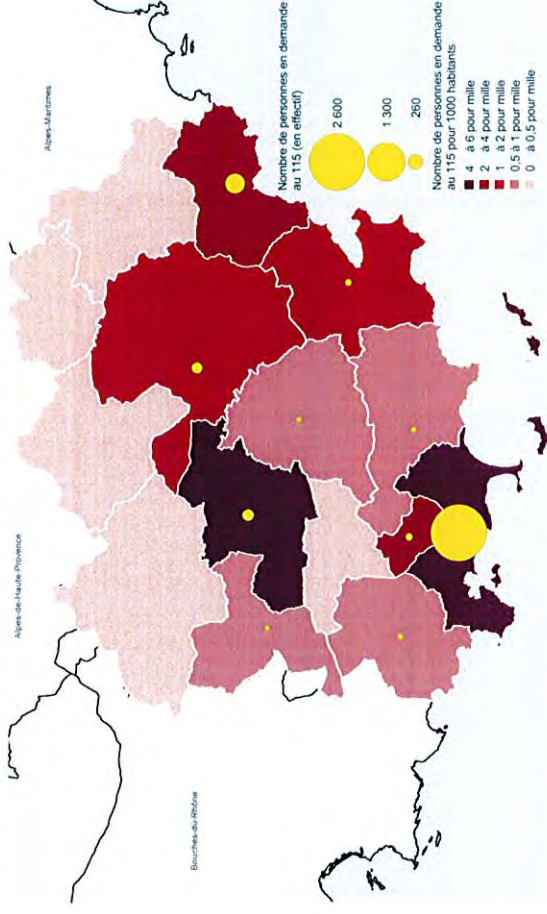 Alpes-de-Haute-Provence
Alpes-Maritimes
Bouches-du-Rhône
Nombre de personnes en demande
au 115 (en effectif)
2 600
1 300
260
Nombre de personnes en demande
au 115 pour 1000 habitants
4 à 6 pour mille
2 à 4 pour mille
1 à 2 pour mille
0,5 à 1 pour mille
0 à 0,5 pour mille